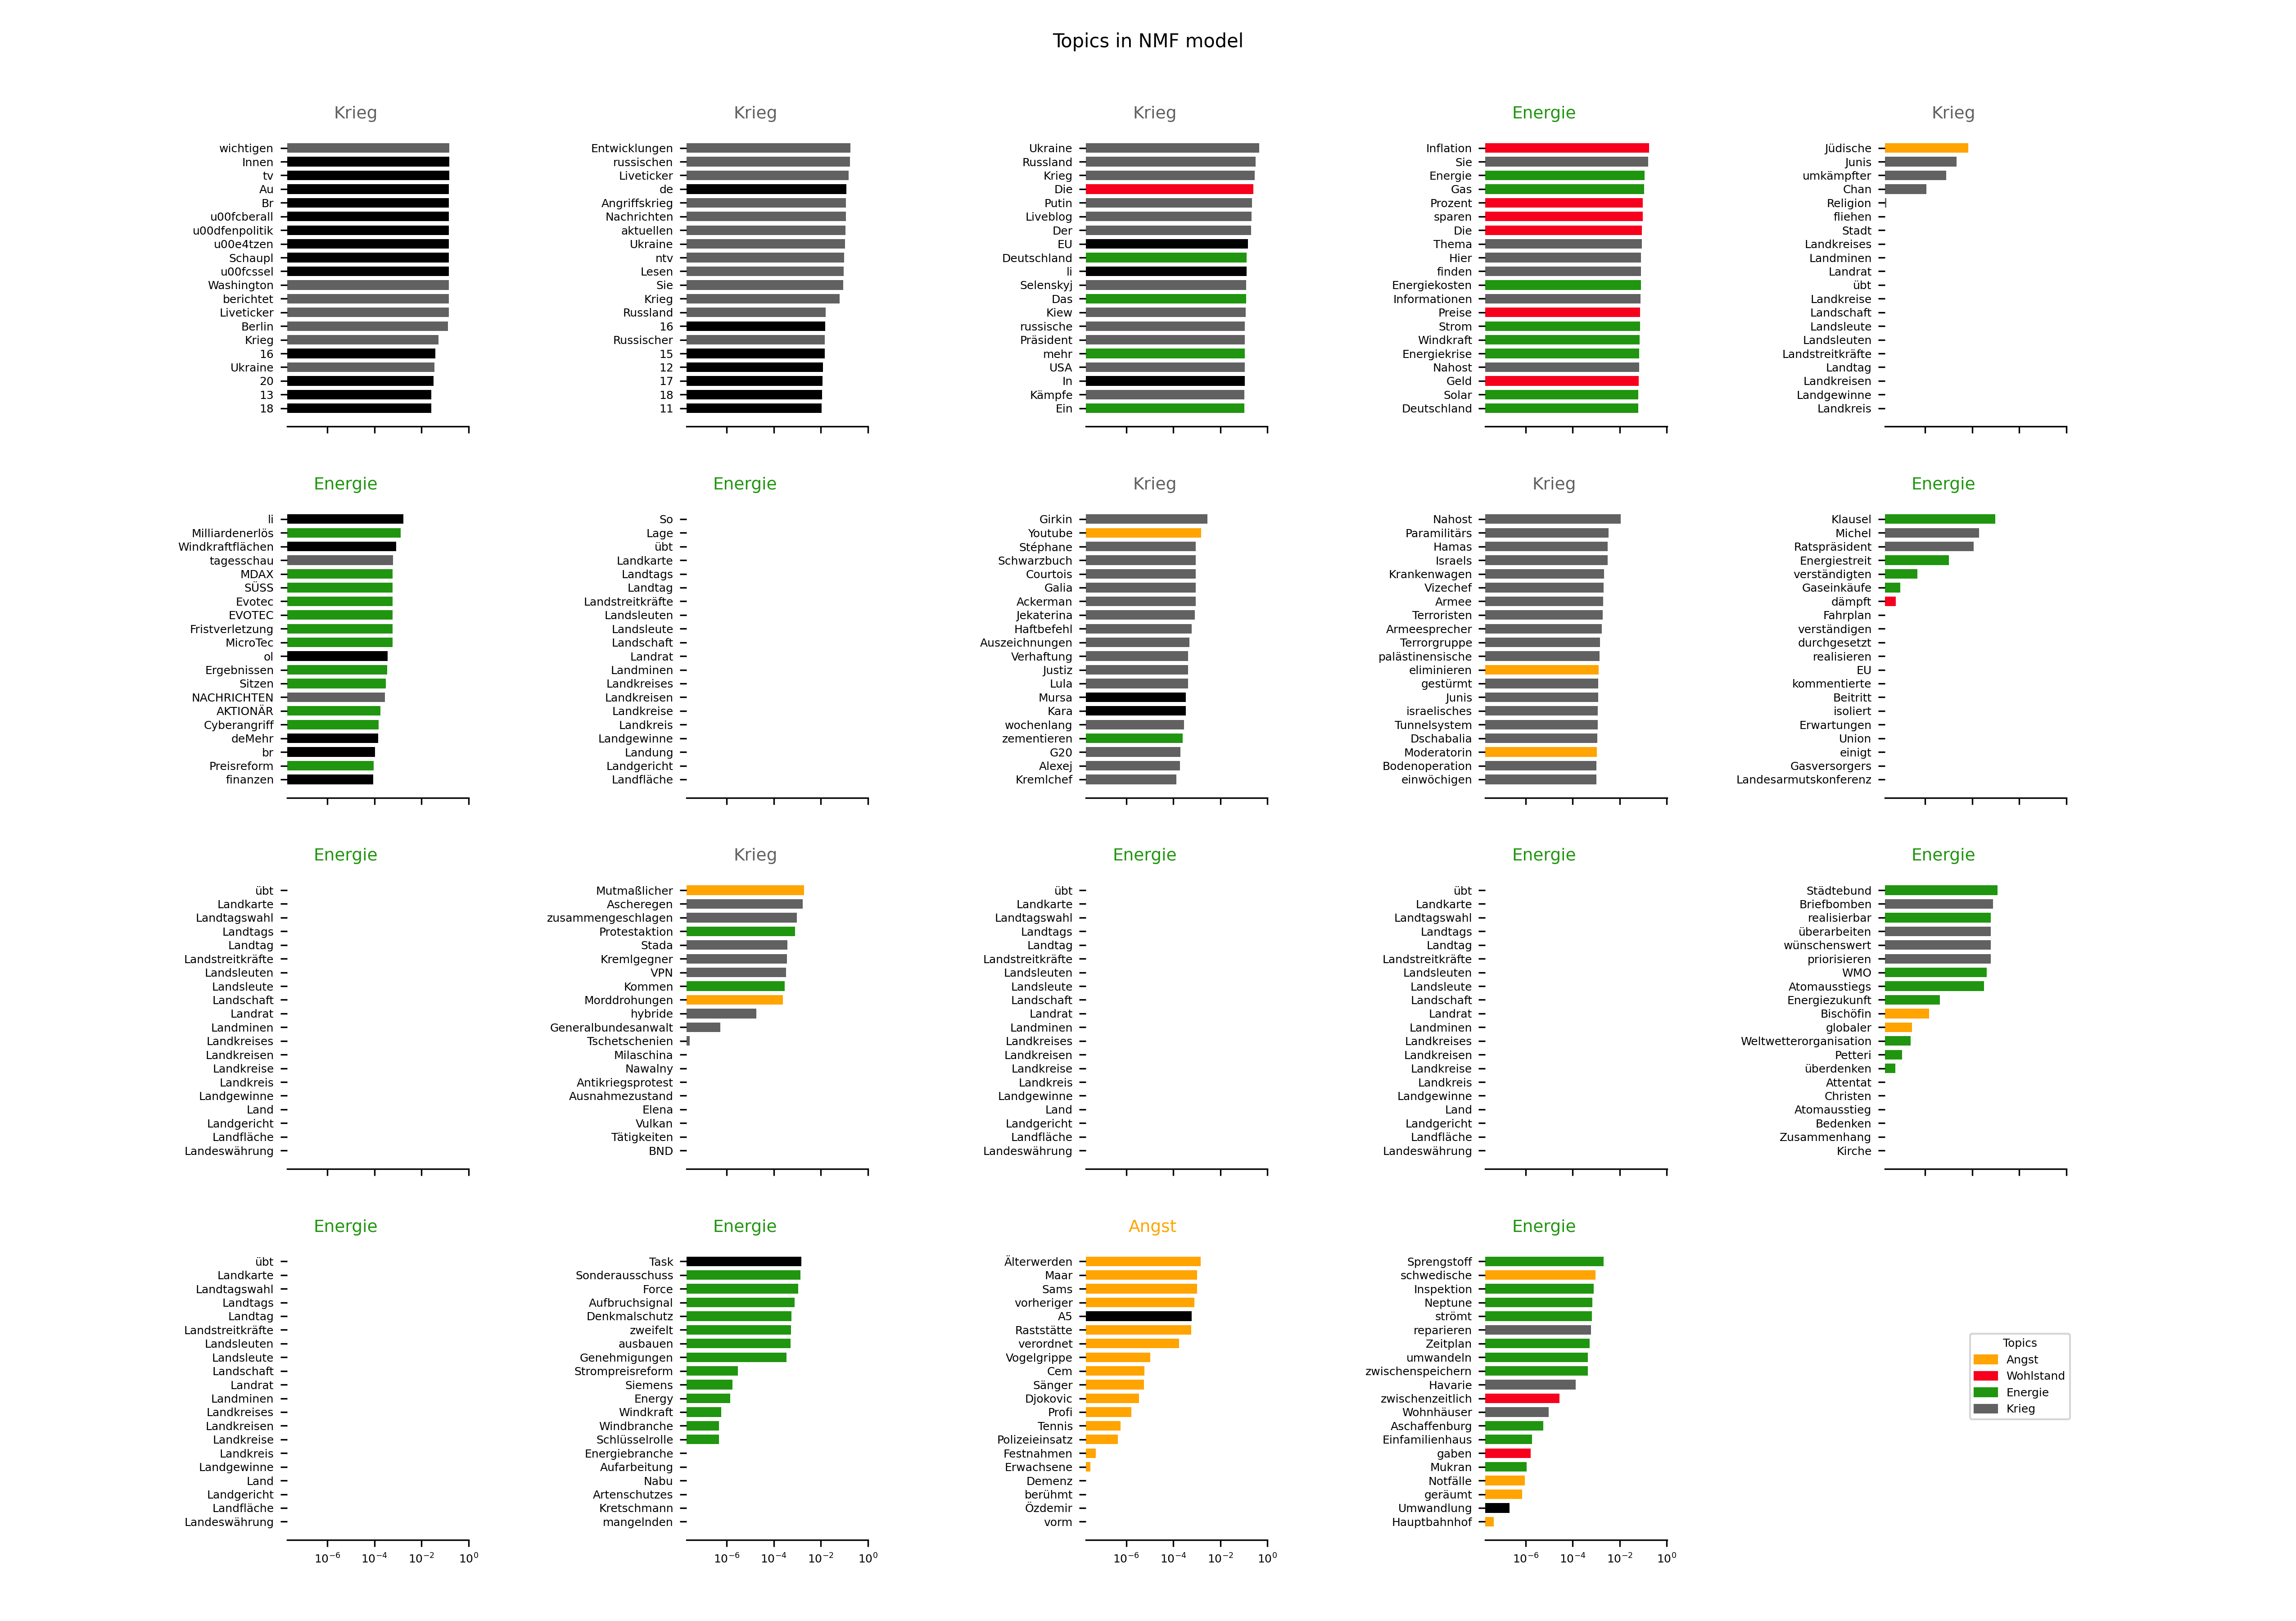 Topics in NMF model
Krieg
wichtigen
Innen
tv
Au
Br
u00fcberall
u00dfenpolitik
u00e4tzen
Schaupl
u00fcssel
Washington
berichtet
Liveticker
Berlin
Krieg
16
Ukraine
20
13
18
Krieg
Entwicklungen
russischen
Liveticker
de
Angriffskrieg
Nachrichten
aktuellen
Ukraine
ntv
Lesen
Sie
Krieg
Russland
16
Russischer
15
12
17
18
11
Krieg
Ukraine
Russland
Krieg
Die
Putin
Liveblog
Der
EU
Deutschland
li
Selenskyj
Das
Kiew
russische
Präsident
mehr
USA
In
Kämpfe
Ein
Energie
Inflation
Sie
Energie
Gas
Prozent
sparen
Die
Thema
Hier
finden
Energiekosten
Informationen
Preise
Strom
Windkraft
Energiekrise
Nahost
Geld
Solar
Deutschland
Krieg
Jüdische
Junis
umkämpfter
Chan
Religion
fliehen
Stadt
Landkreises
Landminen
Landrat
übt
Landkreise
Landschaft
Landsleute
Landsleuten
Landstreitkräfte
Landtag
Landkreisen
Landgewinne
Landkreis
Energie
li
Milliardenerlös
Windkraftflächen
tagesschau
MDAX
SÜSS
Evotec
EVOTEC
Fristverletzung
MicroTec
ol
Ergebnissen
Sitzen
NACHRICHTEN
AKTIONÄR
Cyberangriff
deMehr
br
Preisreform
finanzen
Energie
So
Lage
übt
Landkarte
Landtags
Landtag
Landstreitkräfte
Landsleuten
Landsleute
Landschaft
Landrat
Landminen
Landkreises
Landkreisen
Landkreise
Landkreis
Landgewinne
Landung
Landgericht
Landfläche
Krieg
Girkin
Youtube
Stéphane
Schwarzbuch
Courtois
Galia
Ackerman
Jekaterina
Haftbefehl
Auszeichnungen
Verhaftung
Justiz
Lula
Mursa
Kara
wochenlang
zementieren
G20
Alexej
Kremlchef
Krieg
Nahost
Paramilitärs
Hamas
Israels
Krankenwagen
Vizechef
Armee
Terroristen
Armeesprecher
Terrorgruppe
palästinensische
eliminieren
gestürmt
Junis
israelisches
Tunnelsystem
Dschabalia
Moderatorin
Bodenoperation
einwöchigen
Energie
Klausel
Michel
Ratspräsident
Energiestreit
verständigten
Gaseinkäufe
dämpft
Fahrplan
verständigen
durchgesetzt
realisieren
EU
kommentierte
Beitritt
isoliert
Erwartungen
Union
einigt
Gasversorgers
Landesarmutskonferenz
Energie
übt
Landkarte
Landtagswahl
Landtags
Landtag
Landstreitkräfte
Landsleuten
Landsleute
Landschaft
Landrat
Landminen
Landkreises
Landkreisen
Landkreise
Landkreis
Landgewinne
Land
Landgericht
Landfläche
Landeswährung
Krieg
Mutmaßlicher
Ascheregen
zusammengeschlagen
Protestaktion
Stada
Kremlgegner
VPN
Kommen
Morddrohungen
hybride
Generalbundesanwalt
Tschetschenien
Milaschina
Nawalny
Antikriegsprotest
Ausnahmezustand
Elena
Vulkan
Tätigkeiten
BND
Energie
übt
Landkarte
Landtagswahl
Landtags
Landtag
Landstreitkräfte
Landsleuten
Landsleute
Landschaft
Landrat
Landminen
Landkreises
Landkreisen
Landkreise
Landkreis
Landgewinne
Land
Landgericht
Landfläche
Landeswährung
Energie
übt
Landkarte
Landtagswahl
Landtags
Landtag
Landstreitkräfte
Landsleuten
Landsleute
Landschaft
Landrat
Landminen
Landkreises
Landkreisen
Landkreise
Landkreis
Landgewinne
Land
Landgericht
Landfläche
Landeswährung
Energie
Städtebund
Briefbomben
realisierbar
überarbeiten
wünschenswert
priorisieren
WMO
Atomausstiegs
Energiezukunft
Bischöfin
globaler
Weltwetterorganisation
Petteri
überdenken
Attentat
Christen
Atomausstieg
Bedenken
Zusammenhang
Kirche
Energie
übt
Landkarte
Landtagswahl
Landtags
Landtag
Landstreitkräfte
Landsleuten
Landsleute
Landschaft
Landrat
Landminen
Landkreises
Landkreisen
Landkreise
Landkreis
Landgewinne
Land
Landgericht
Landfläche
Landeswährung
10⁻⁶ 10⁻⁴ 10⁻² 10⁰
Energie
Task
Sonderausschuss
Force
Aufbruchsignal
Denkmalschutz
zweifelt
ausbauen
Genehmigungen
Strompreisreform
Siemens
Energy
Windkraft
Windbranche
Schlüsselrolle
Energiebranche
Aufarbeitung
Nabu
Artenschutzes
Kretschmann
mangelnden
10⁻⁶ 10⁻⁴ 10⁻² 10⁰
Angst
Älterwerden
Maar
Sams
vorheriger
A5
Raststätte
verordnet
Vogelgrippe
Cem
Sänger
Djokovic
Profi
Tennis
Polizeieinsatz
Festnahmen
Erwachsene
Demenz
berühmt
Özdemir
vorm
10⁻⁶ 10⁻⁴ 10⁻² 10⁰
Energie
Sprengstoff
schwedische
Inspektion
Neptune
strömt
reparieren
Zeitplan
umwandeln
zwischenspeichern
Havarie
zwischenzeitlich
Wohnhäuser
Aschaffenburg
Einfamilienhaus
gaben
Mukran
Notfälle
geräumt
Umwandlung
Hauptbahnhof
10⁻⁶ 10⁻⁴ 10⁻² 10⁰
Topics
Angst
Wohlstand
Energie
Krieg